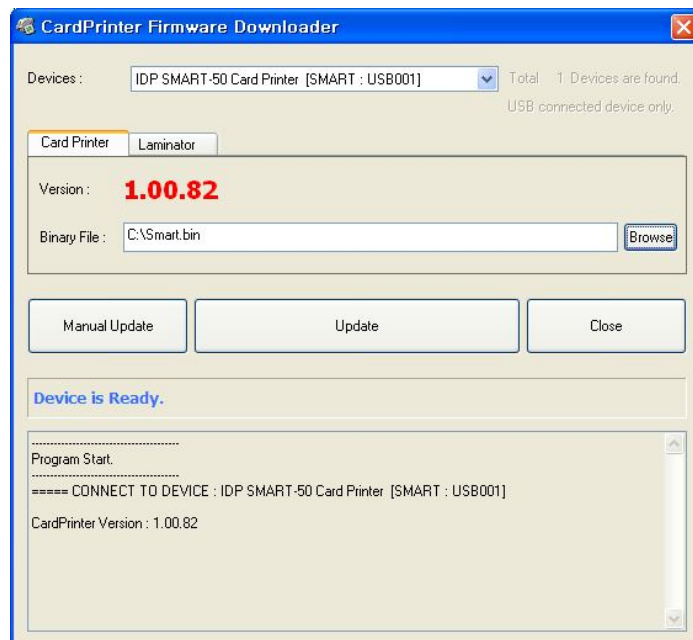 CardPrinter Firmware Downloader
Devices : IDP SMART-50 Card Printer [SMART : USB001] Total 1 Devices are found.
USB connected device only.
Card Printer Laminator
Version : 1.00.82
Binary File : C:\Smart.bin Browse
Manual Update Update Close
Device is Ready.
----------------------------------------
Program Start.
----------------------------------------
===== CONNECT TO DEVICE : IDP SMART-50 Card Printer [SMART : USB001]
CardPrinter Version : 1.00.82